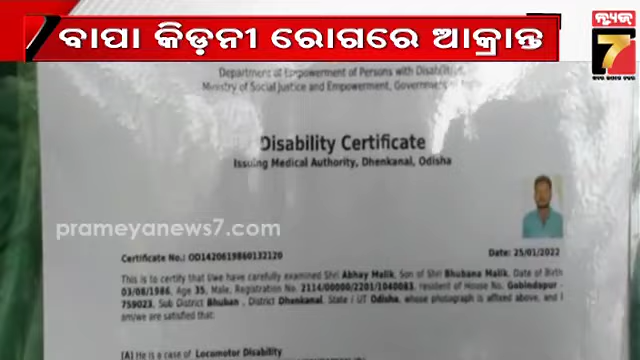 ବାପା କିଡ଼ନୀ ରୋଗରେ ଆକ୍ରାନ୍ତ
ନ୍ୟୁଜ୍
7
Department of Empowerment of Persons with Disabilities,
Ministry of Social Justice and Empowerment, Government of India
Disability Certificate
Issuing Medical Authority, Dhenkanal, Odisha
prameyanews7.com
Certificate No.: OD1420619860132120
Date: 25/01/2022
This is to certify that I/we have carefully examined Shri Abhay Malik, Son of Shri Bhubana Malik, Date of Birth
03/08/1986, Age 35, Male, Registration No. 2114/00000/2201/1040083, resident of House No. Gobindapur -
759023, Sub District Bhuban, District Dhenkanal, State / UT Odisha, whose photograph is affixed above, and I
am/we are satisfied that:
(A) He is a case of Locomotor Disability